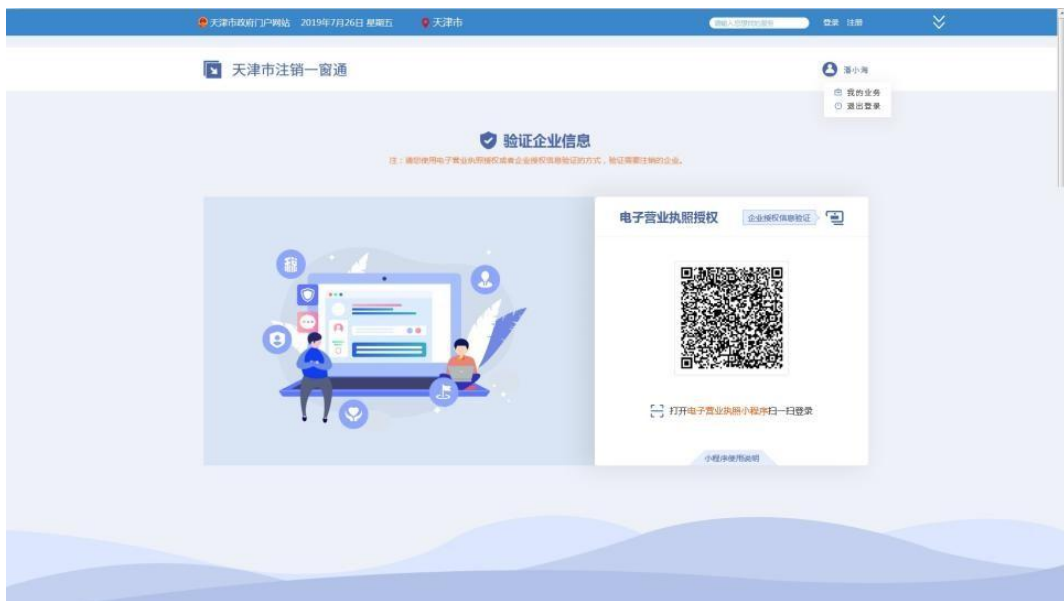 天津市政府门户网站 2019年7月26日 星期五 天津市
登录 注册
天津市注销一窗通
潘小海
我的业务
退出登录
验证企业信息
注：请您使用电子营业执照授权或者企业授权信息验证的方式，验证需要注销的企业。
电子营业执照授权 企业授权信息验证
打开电子营业执照小程序扫一扫登录
小程序使用说明